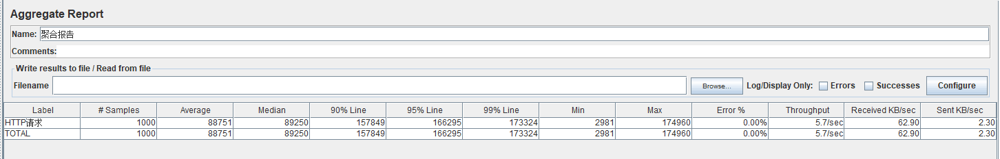 Aggregate Report
Name: 聚合报告
Comments:
Write results to file / Read from file
Filename Browse... Log/Display Only: Errors Successes Configure
Label # Samples Average Median 90% Line 95% Line 99% Line Min Max Error % Throughput Received KB/sec Sent KB/sec
HTTP请求 1000 88751 89250 157849 166295 173324 2981 174960 0.00% 5.7/sec 62.90 2.30
TOTAL 1000 88751 89250 157849 166295 173324 2981 174960 0.00% 5.7/sec 62.90 2.30